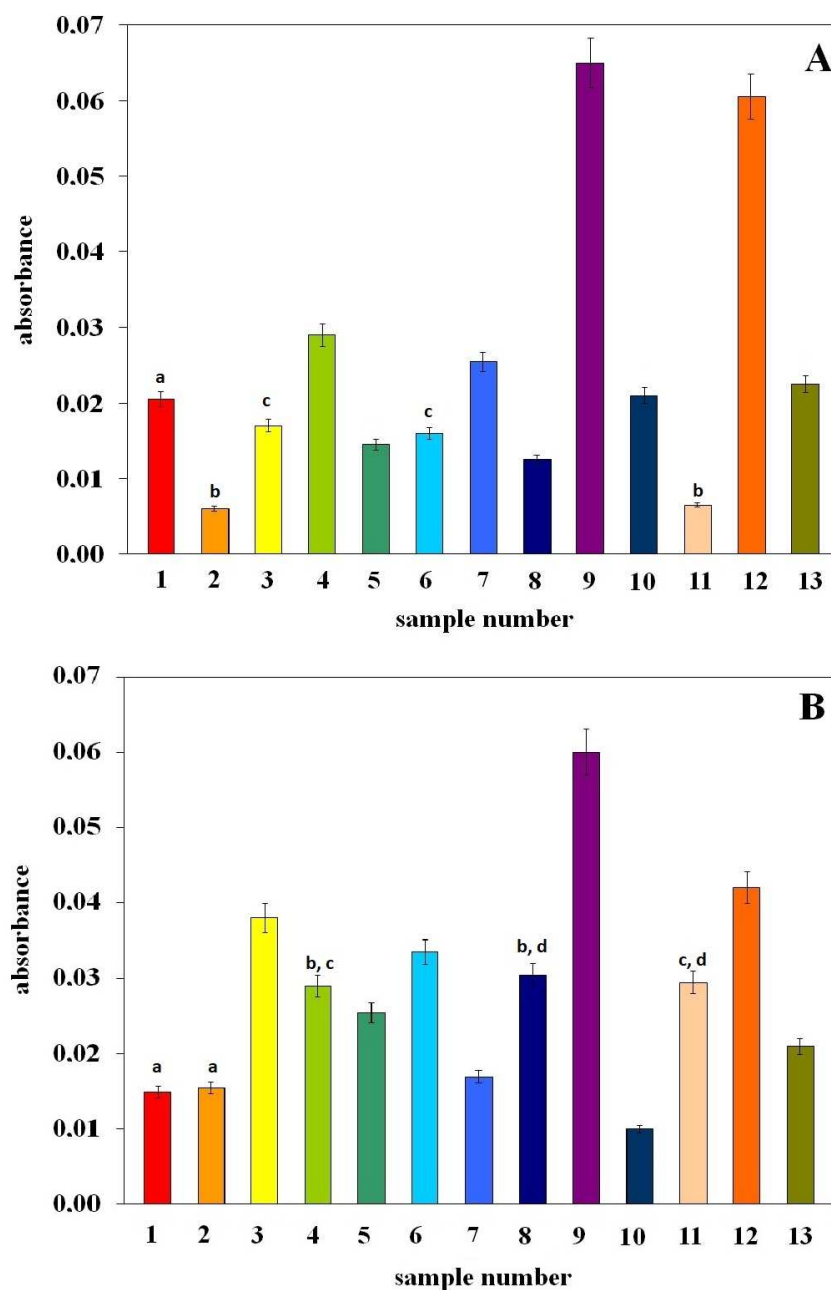 A
0.07
0.06
0.05
0.04
0.03
0.02
0.01
0.00
absorbance
a
b
c
c
b
1 2 3 4 5 6 7 8 9 10 11 12 13
sample number
B
0.07
0.06
0.05
0.04
0.03
0.02
0.01
0.00
absorbance
a
a
b, c
b, d
c, d
1 2 3 4 5 6 7 8 9 10 11 12 13
sample number